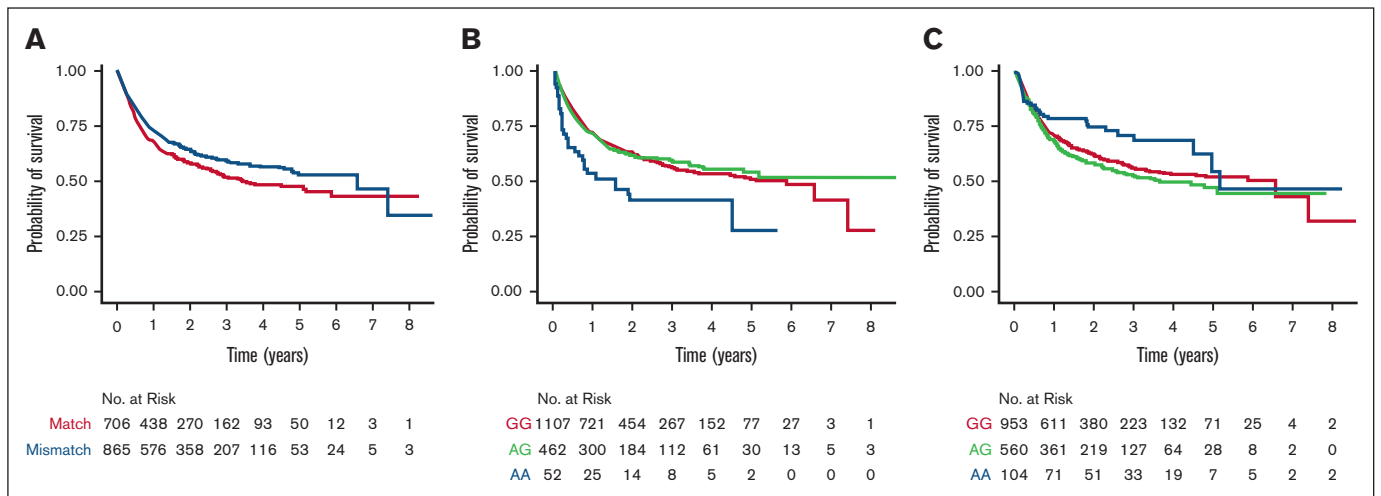 A
Probability of survival
1.00
0.75
0.50
0.25
0.00
0 1 2 3 4 5 6 7 8
Time (years)
No. at Risk
Match 706 438 270 162 93 50 12 3 1
Mismatch 865 576 358 207 116 53 24 5 3
B
Probability of survival
1.00
0.75
0.50
0.25
0.00
0 1 2 3 4 5 6 7 8
Time (years)
No. at Risk
GG 1107 721 454 267 152 77 27 3 1
AG 462 300 184 112 61 30 13 5 3
AA 52 25 14 8 5 2 0 0 0
C
Probability of survival
1.00
0.75
0.50
0.25
0.00
0 1 2 3 4 5 6 7 8
Time (years)
No. at Risk
GG 953 611 380 223 132 71 25 4 2
AG 560 361 219 127 64 28 8 2 0
AA 104 71 51 33 19 7 5 2 2